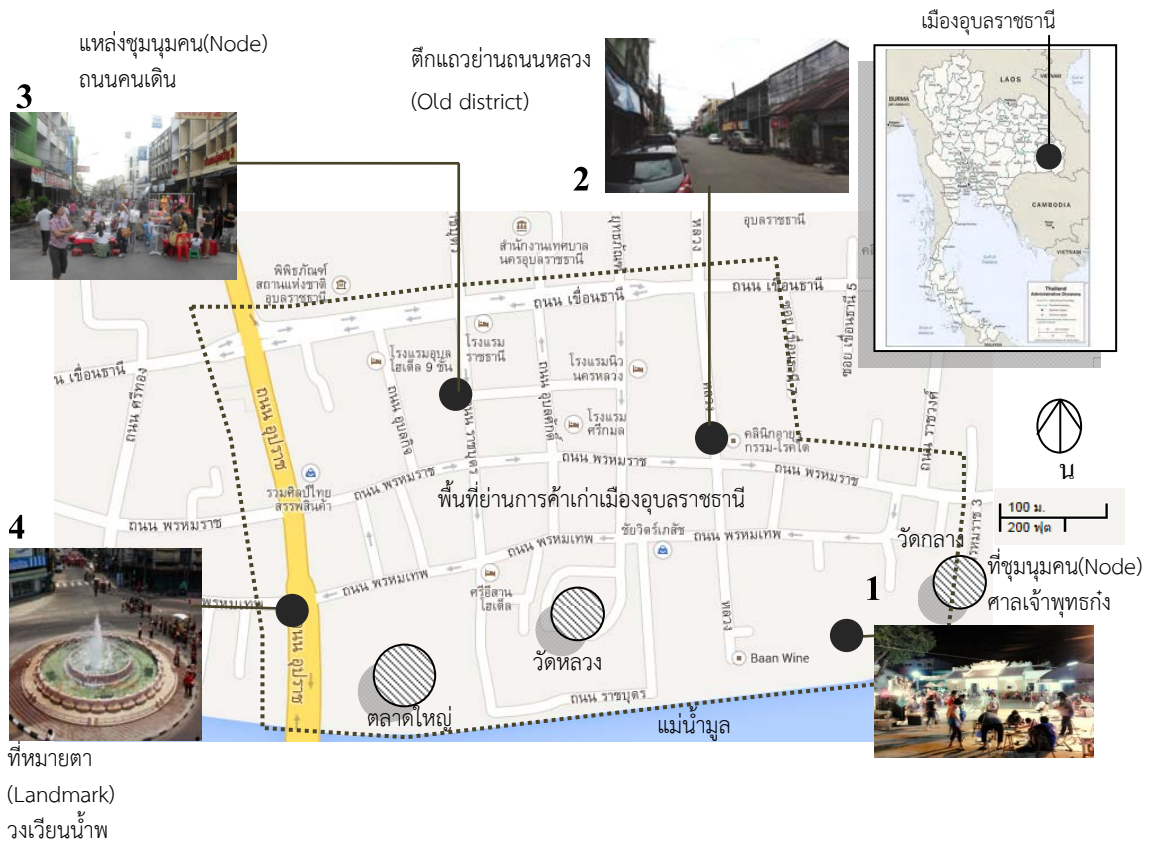 เมืองอุบลราชธานี
แหล่งชุมนุมคน(Node)
ถนนคนเดิน
3
ตึกแถวย่านถนนหลวง
(Old district)
2
LAOS
BURMA
(MYANMAR)
VIETNAM
CAMBODIA
VIETNAM
Thailand
Administrative Divisions
MALAYSIA
สำนักงานเทศบาล
นครอุบลราชธานี
หลวง
อุบลราชธานี
พิพิธภัณฑ์
สถานแห่งชาติ
อุบลราชธานี
ถนน เขื่อนธานี
ถนน เขื่อนธานี
ซอย เขื่อนธานี 5
น เขื่อนธานี
ถนน ศรีทอง
ถนน อุปราช
โรงแรมอุบล
โฮเต็ล 9 ชั้น
โรงแรม
ราชธานี
โรงแรมนิว
นครหลวง
โรงแรม
ศรีกมล
ถนน อุบลกิจ
ถนน อุบลศักดิ์
นน ราชบุตร
หลวง
คลินิกอายุร
กรรม-โรคไต
ถนน ราชวงศ์
น
100 ม.
200 ฟุต
รวมศิลป์ไทย
สรรพสินค้า
ถนน พรหมราช
ถนน พรหมราช
ถนน พรหมราช
ถนน พรหมราช
พื้นที่ย่านการค้าเก่าเมืองอุบลราชธานี
รหมราช 3
4
ชัยวิตร์เภสัช
ถนน พรหมเทพ
ถนน พรหมเทพ
ถนน พรหมเทพ
พรหมเทพ
วัดกลาง
ที่ชุมนุมคน(Node)
ศาลเจ้าพุทธกง๋
1
ศรีอิสาน
โฮเต็ล
วัดหลวง
หลวง
Baan Wine
ถนน อุปราช
ตลาดใหญ่
ถนน ราชบุตร
แม่น้ำมูล
ที่หมายตา
(Landmark)
วงเวียนน้ำพ